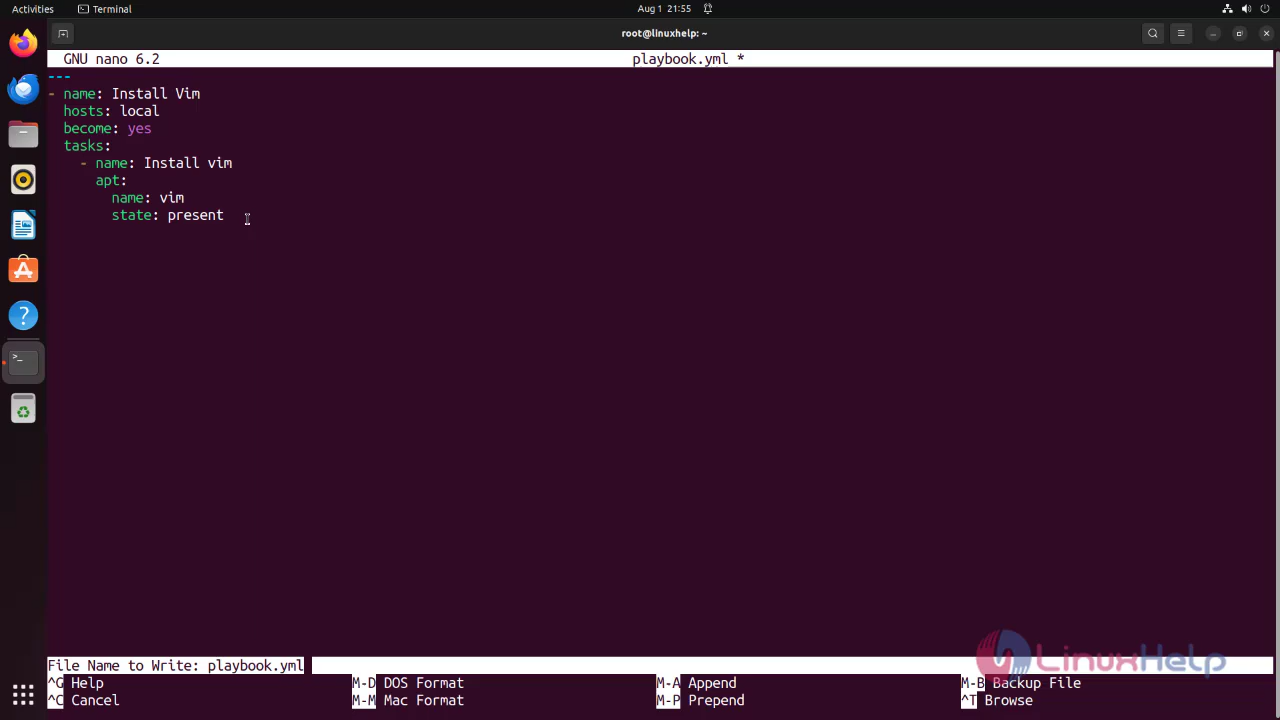 Activities Terminal Aug 1 21:55
root@linuxhelp: ~
GNU nano 6.2 playbook.yml *
---
- name: Install Vim
  hosts: local
  become: yes
  tasks:
    - name: Install vim
      apt:
        name: vim
        state: present
File Name to Write: playbook.yml
^G Help M-D DOS Format M-A Append M-B Backup File
^C Cancel M-M Mac Format M-P Prepend ^T Browse
LinuxHelp